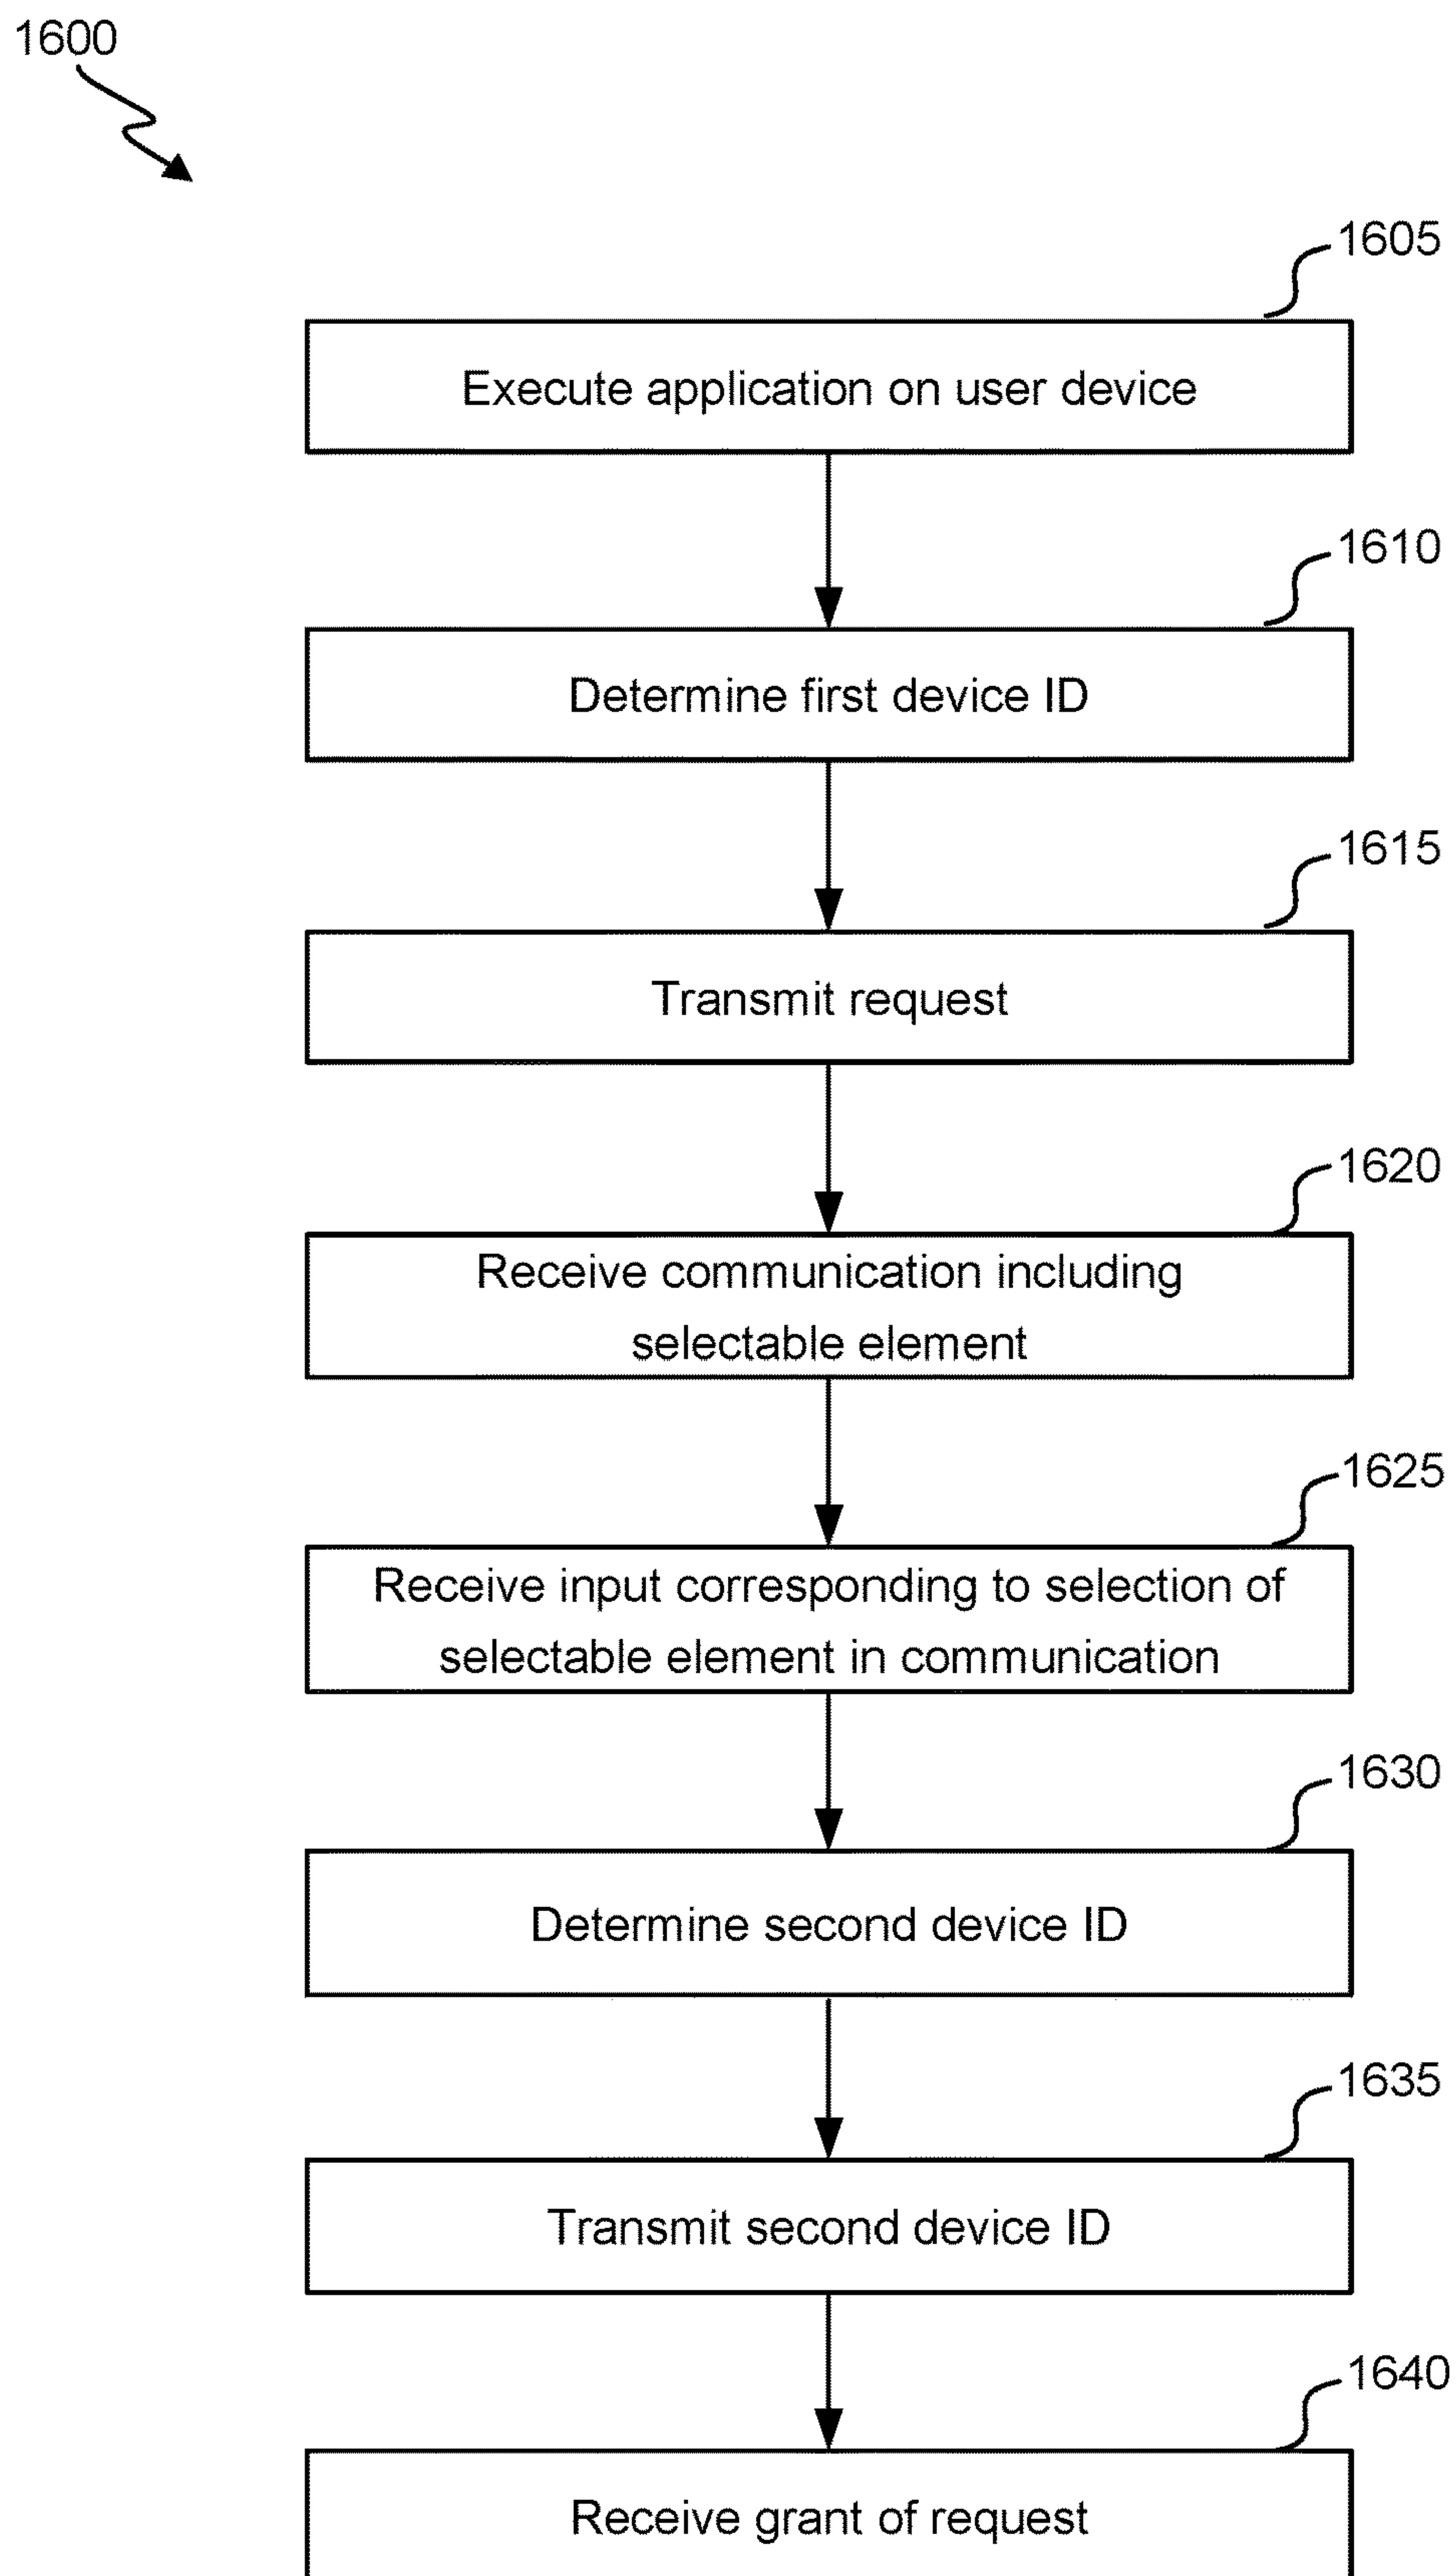 1600
1605
Execute application on user device
1610
Determine first device ID
1615
Transmit request
1620
Receive communication including
selectable element
1625
Receive input corresponding to selection of
selectable element in communication
1630
Determine second device ID
1635
Transmit second device ID
1640
Receive grant of request